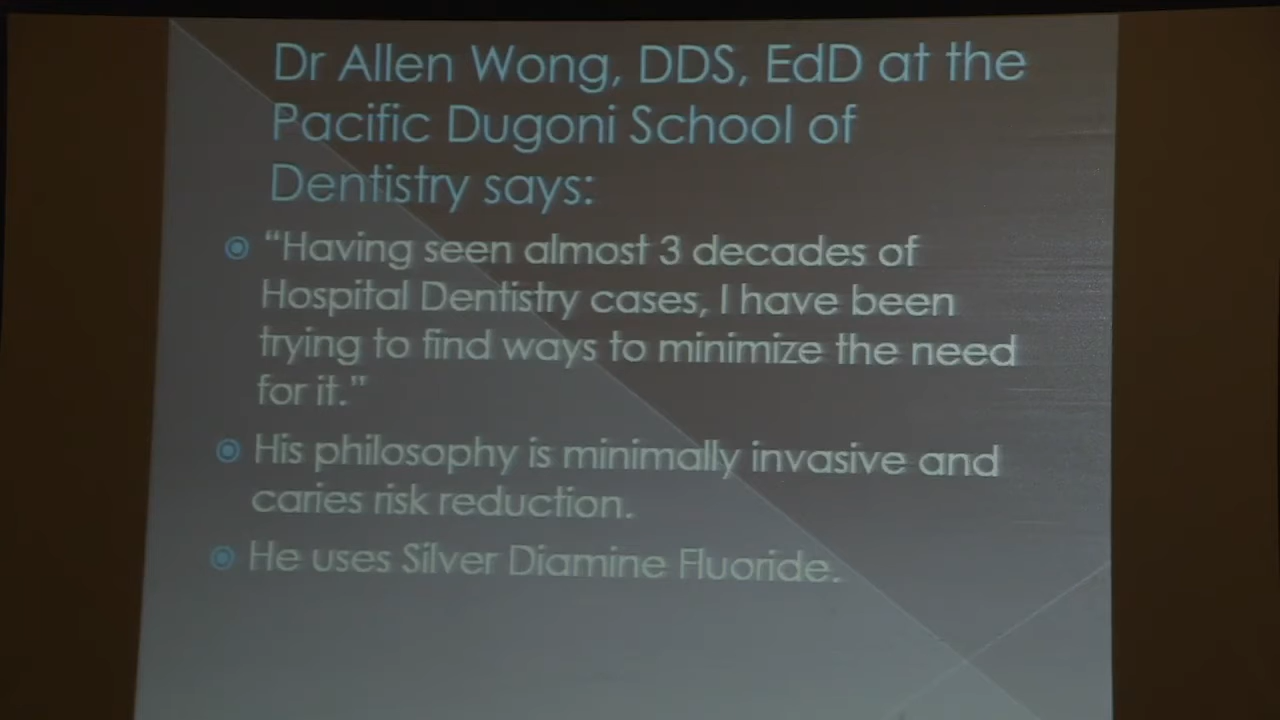 Dr Allen Wong, DDS, EdD at the
Pacific Dugoni School of
Dentistry says:
“Having seen almost 3 decades of
Hospital Dentistry cases, I have been
trying to find ways to minimize the need
for it.”
His philosophy is minimally invasive and
caries risk reduction.
He uses Silver Diamine Fluoride.